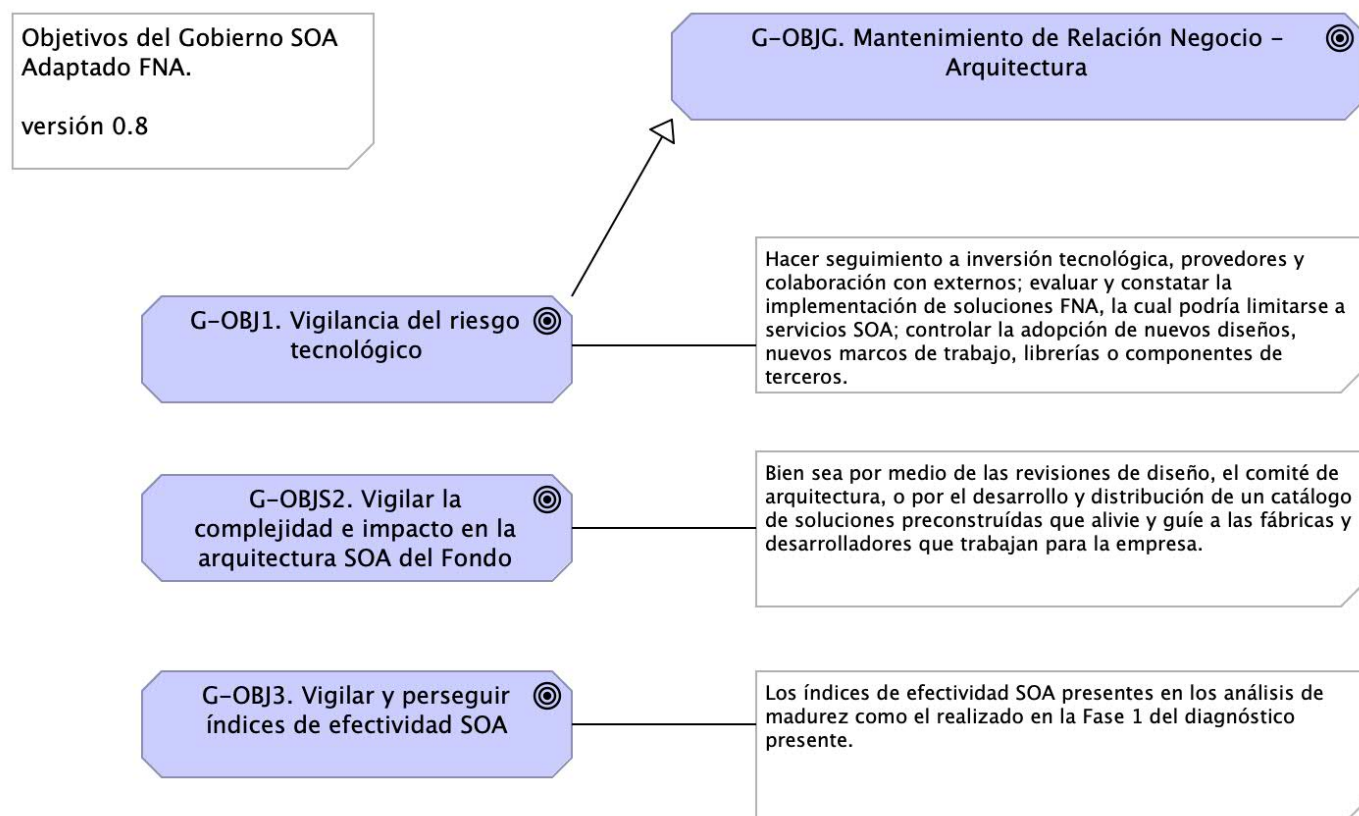 Objetivos del Gobierno SOA
Adaptado FNA.
versión 0.8
G-OBJG. Mantenimiento de Relación Negocio -
Arquitectura
G-OBJ1. Vigilancia del riesgo
tecnológico
Hacer seguimiento a inversión tecnológica, provedores y
colaboración con externos; evaluar y constatar la
implementación de soluciones FNA, la cual podría limitarse a
servicios SOA; controlar la adopción de nuevos diseños,
nuevos marcos de trabajo, librerías o componentes de
terceros.
G-OBJS2. Vigilar la
complejidad e impacto en la
arquitectura SOA del Fondo
Bien sea por medio de las revisiones de diseño, el comité de
arquitectura, o por el desarrollo y distribución de un catálogo
de soluciones preconstruídas que alivie y guíe a las fábricas y
desarrolladores que trabajan para la empresa.
G-OBJ3. Vigilar y perseguir
índices de efectividad SOA
Los índices de efectividad SOA presentes en los análisis de
madurez como el realizado en la Fase 1 del diagnóstico
presente.